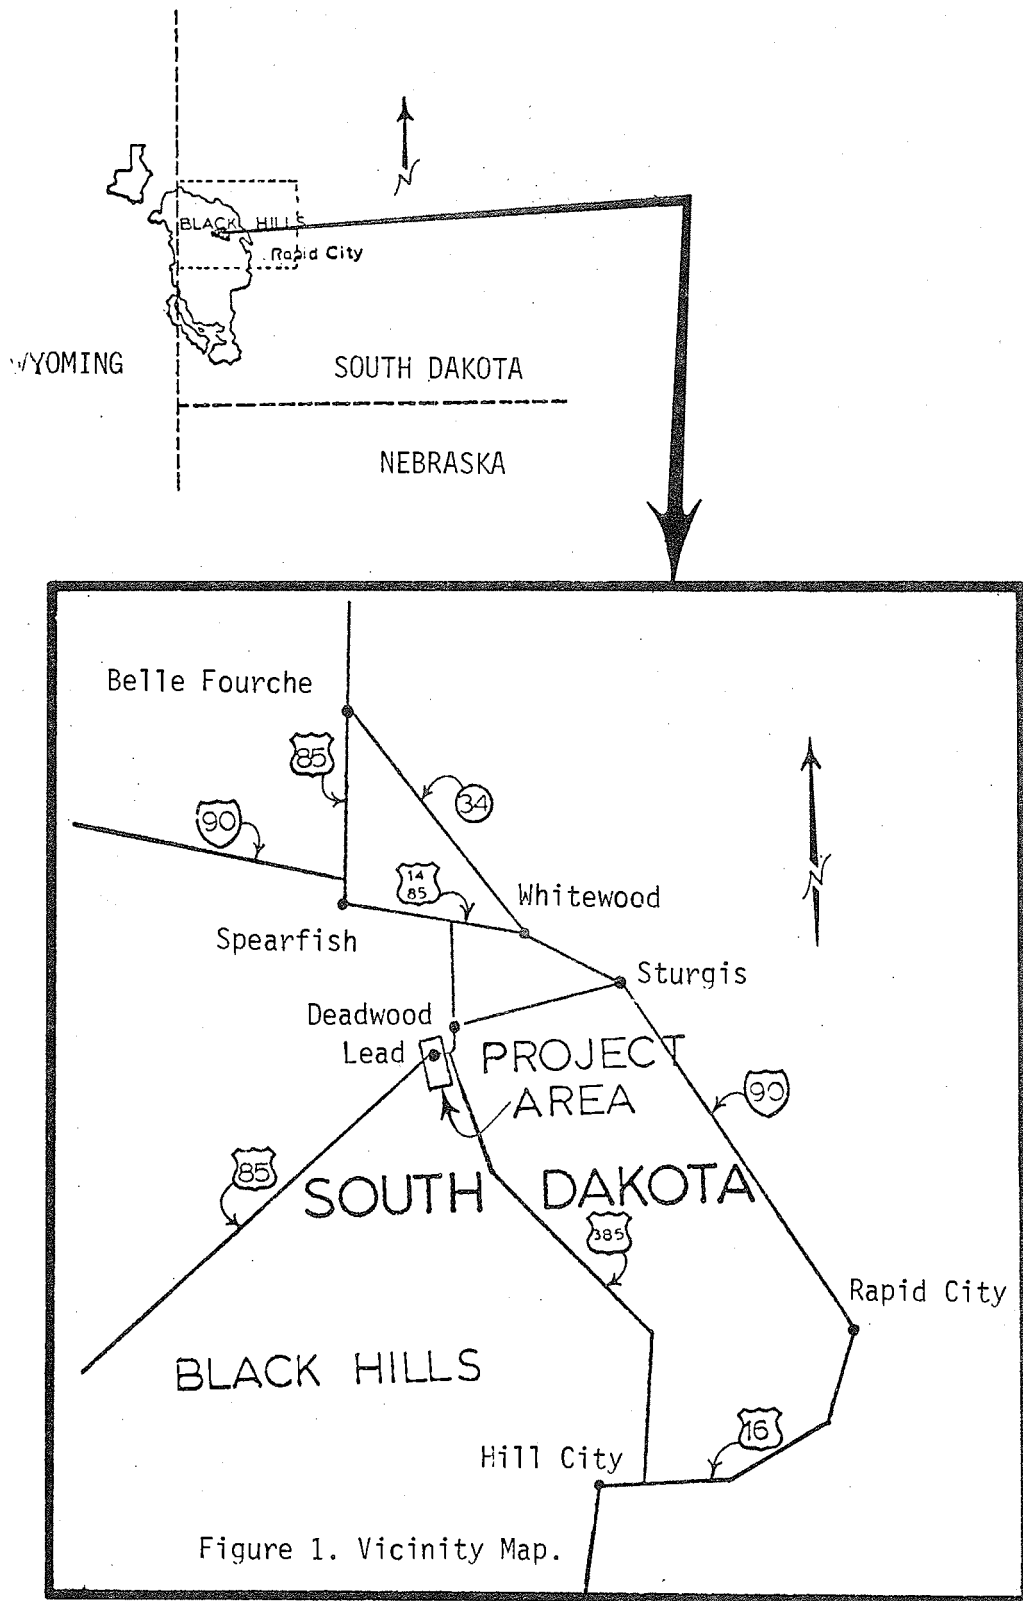 N
BLACK HILLS
Rapid City
WYOMING
SOUTH DAKOTA
NEBRASKA
Belle Fourche
85
34
90
14
85
Whitewood
N
Spearfish
Sturgis
Deadwood
Lead
PROJECT
AREA
90
85
SOUTH DAKOTA
385
Rapid City
BLACK HILLS
16
Hill City
Figure 1. Vicinity Map.